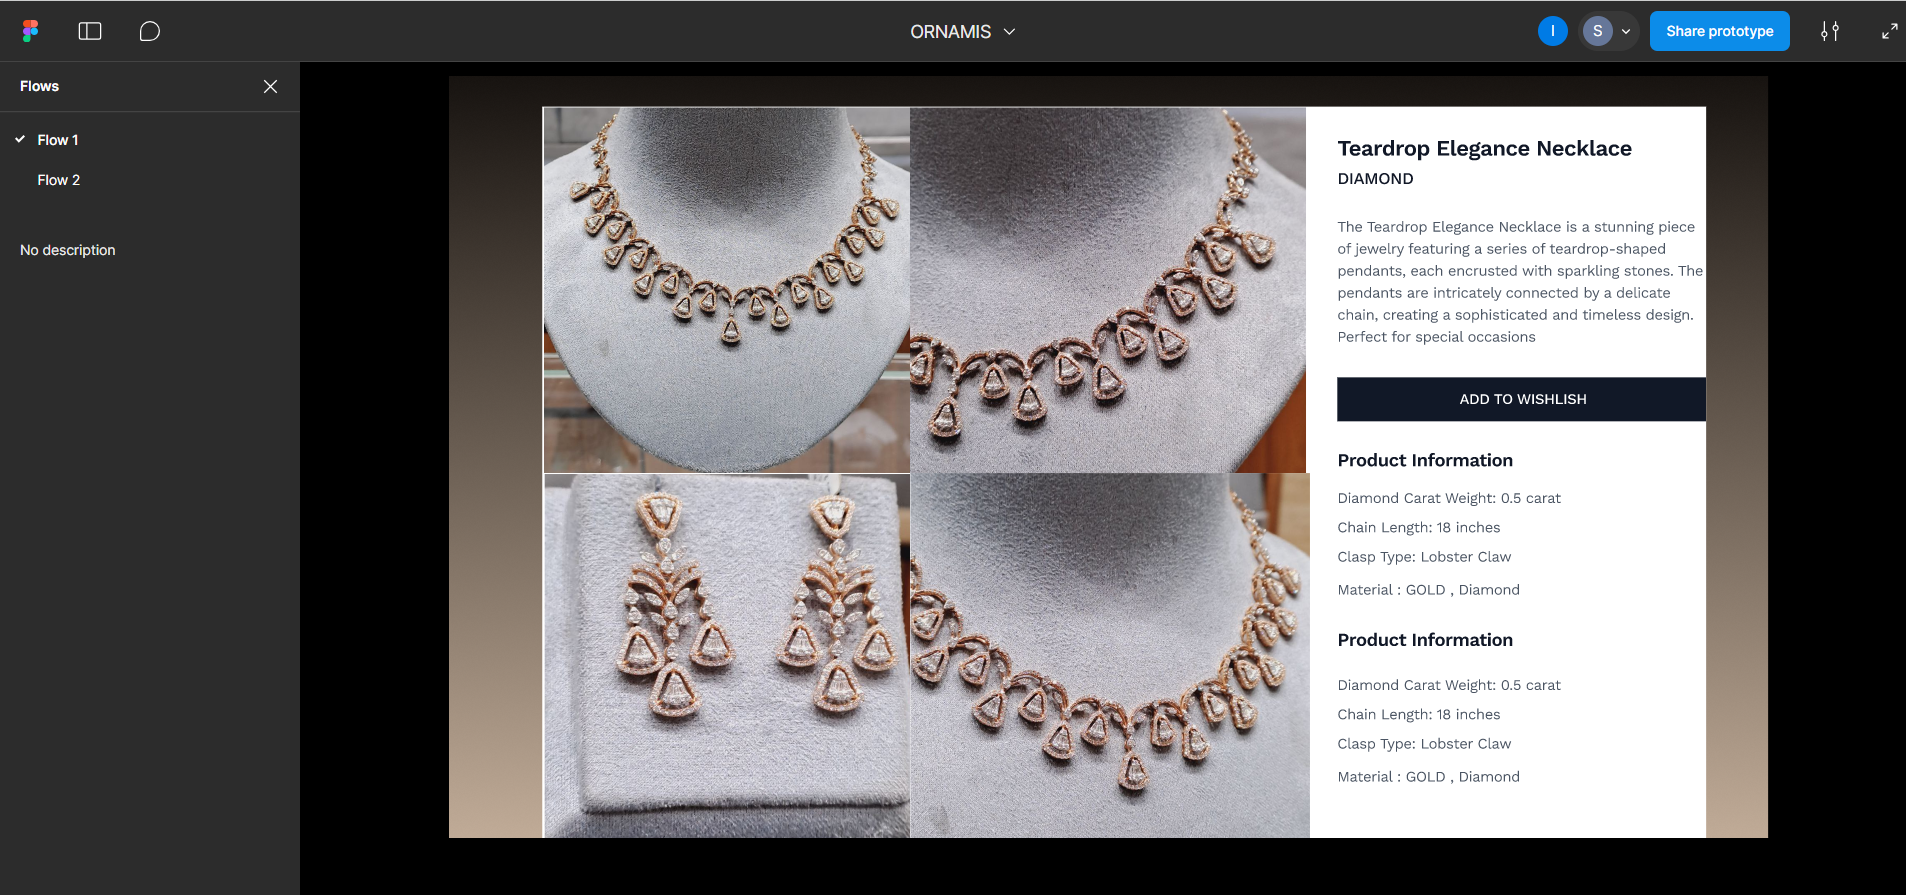 ORNAMIS
I
S
Share prototype
Flows
Flow 1
Flow 2
No description
Teardrop Elegance Necklace
DIAMOND
The Teardrop Elegance Necklace is a stunning piece
of jewelry featuring a series of teardrop-shaped
pendants, each encrusted with sparkling stones. The
pendants are intricately connected by a delicate
chain, creating a sophisticated and timeless design.
Perfect for special occasions
ADD TO WISHLISH
Product Information
Diamond Carat Weight: 0.5 carat
Chain Length: 18 inches
Clasp Type: Lobster Claw
Material : GOLD , Diamond
Product Information
Diamond Carat Weight: 0.5 carat
Chain Length: 18 inches
Clasp Type: Lobster Claw
Material : GOLD , Diamond